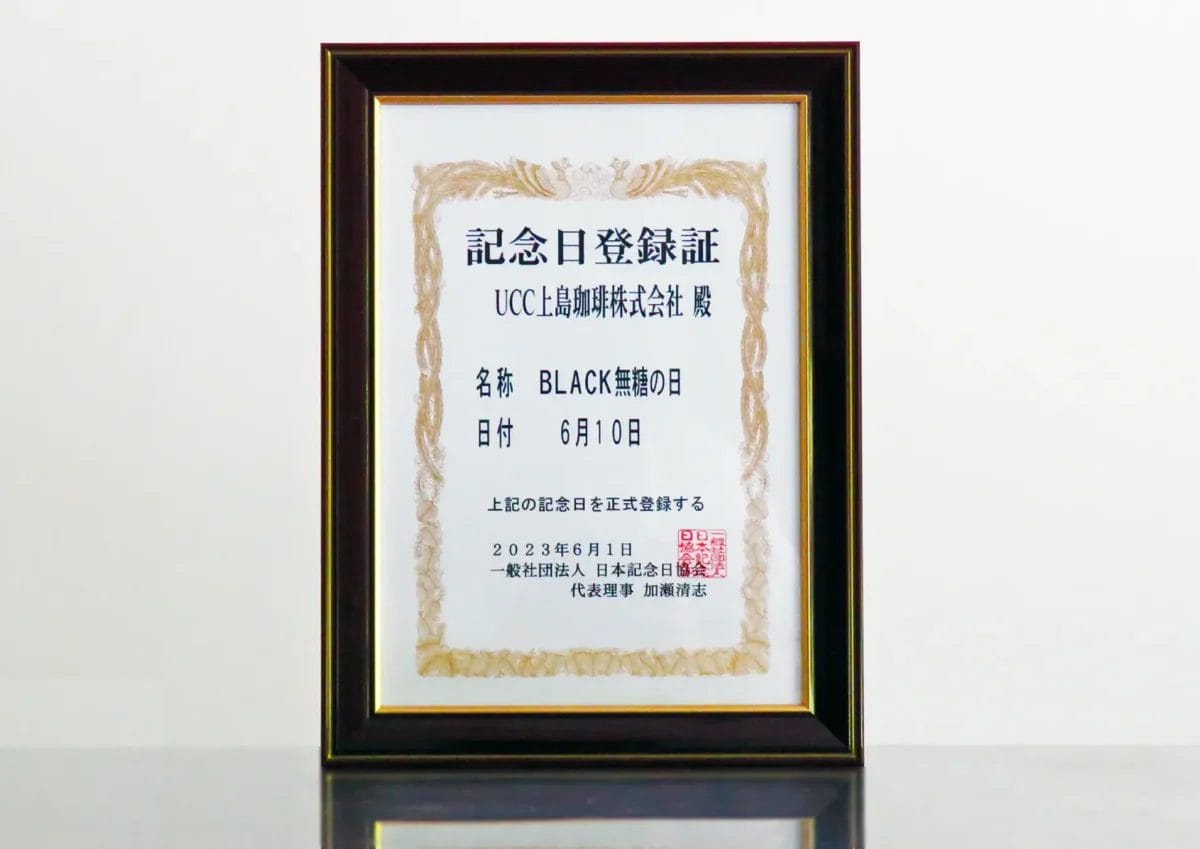 記念日登録証
UCC上島珈琲株式会社 殿
名称 BLACK無糖の日
日付 6月10日
上記の記念日を正式登録する
2023年6月1日
一般社団法人 日本記念日協会
代表理事 加瀬清志